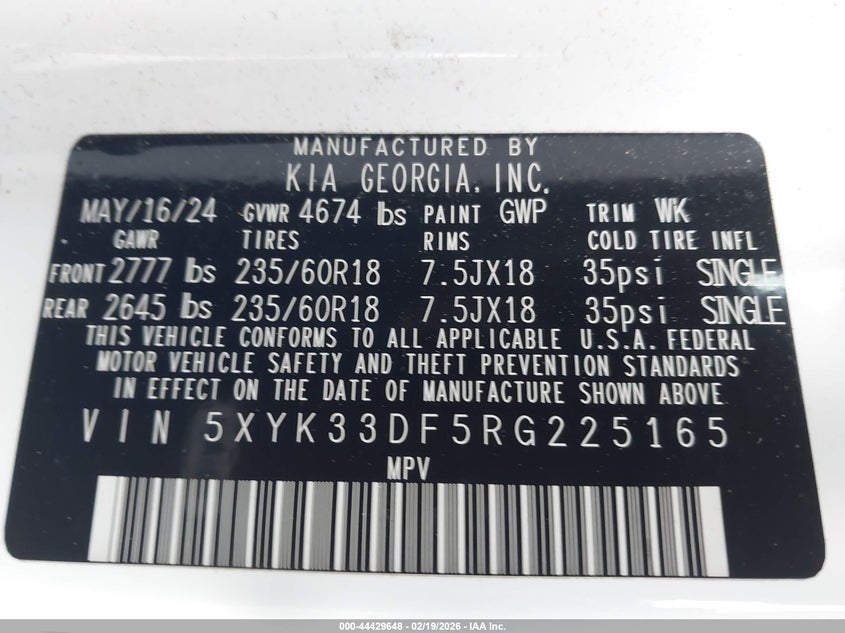 MANUFACTURED BY
KIA GEORGIA, INC.
MAY/16/24 GVWR 4674 lbs PAINT GWP TRIM WK
GAWR TIRES RIMS COLD TIRE INFL
FRONT 2777 lbs 235/60R18 7.5JX18 35psi SINGLE
REAR 2645 lbs 235/60R18 7.5JX18 35psi SINGLE
THIS VEHICLE CONFORMS TO ALL APPLICABLE U.S.A. FEDERAL
MOTOR VEHICLE SAFETY AND THEFT PREVENTION STANDARDS
IN EFFECT ON THE DATE OF MANUFACTURE SHOWN ABOVE
VIN 5XYK33DF5RG225165
MPV
000-44429648 - 02/19/2026 - IAA Inc.